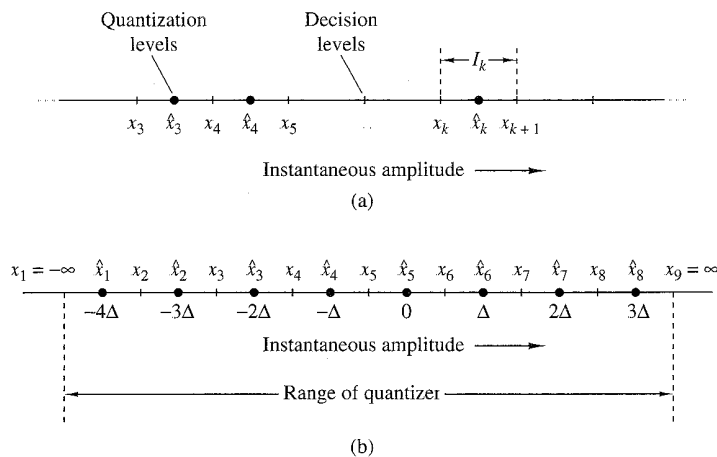 Quantization Decision
levels levels
I_k
x_3 x̂_3 x_4 x̂_4 x_5 .. x_k x̂_k x_{k+1}
Instantaneous amplitude
(a)
x_1 = -∞ x̂_1 x_2 x̂_2 x_3 x̂_3 x_4 x̂_4 x_5 x̂_5 x_6 x̂_6 x_7 x̂_7 x_8 x̂_8 x_9 = ∞
-4Δ -3Δ -2Δ -Δ 0 Δ 2Δ 3Δ
Instantaneous amplitude
Range of quantizer
(b)